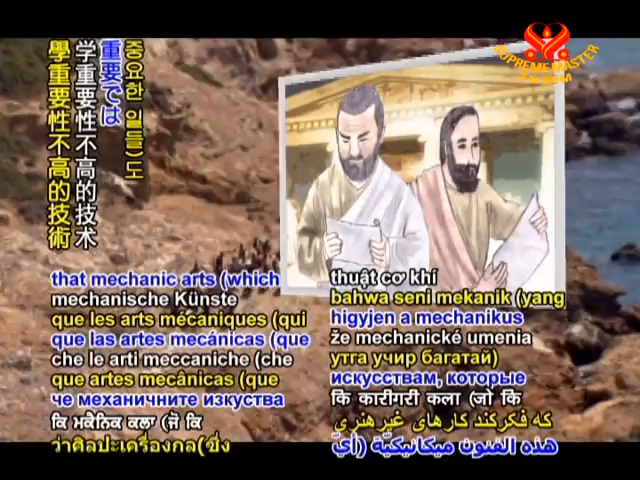 SUPREME MASTER
TV.COM
중요한 일들) 도
重要では
学重要性不高的技术
學重要性不高的技術
that mechanic arts (which
mechanische Künste
que les arts mécaniques (qui
que las artes mecánicas (que
che le arti meccaniche (che
que artes mecânicas (que
че механичните изкуства
ਕਿ ਮਕੈਨਿਕ ਕਲਾ (ਜੋ ਕਿ
ว่าศิลปะเครื่องกล(ซึ่ง
thuật cơ khí
bahwa seni mekanik (yang
higyjen a mechanikus
že mechanické umenia
утга учир багатай)
искусствам, которые
कि कारीगरी कला (जो कि
که فکرکند کارهای غیرهنری
هذه الفنون ميكانيكيّة (أيّ